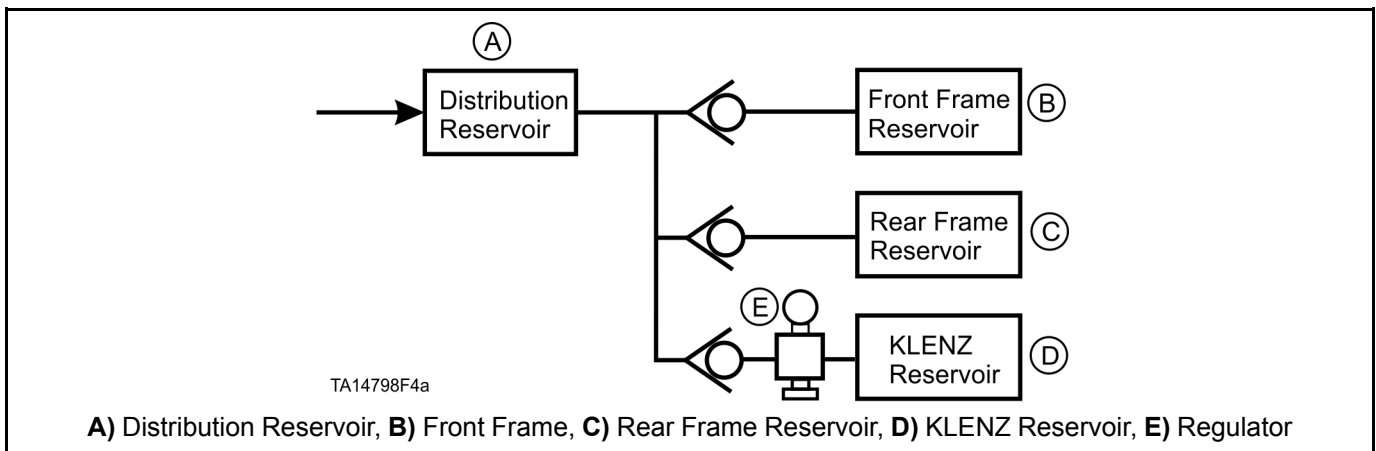 A
Distribution
Reservoir
Front Frame
Reservoir
B
Rear Frame
Reservoir
C
E
KLENZ
Reservoir
D
TA14798F4a
A) Distribution Reservoir, B) Front Frame, C) Rear Frame Reservoir, D) KLENZ Reservoir, E) Regulator